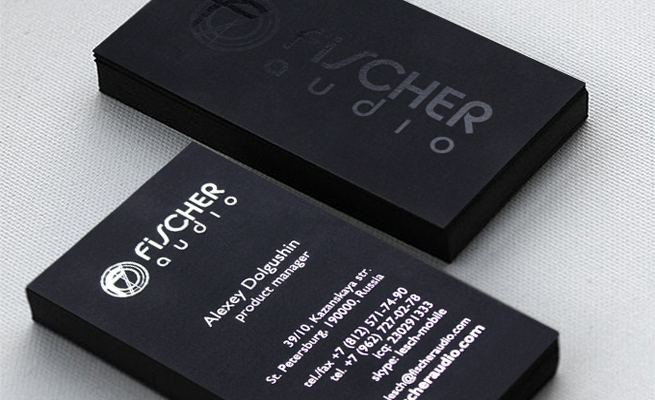 fiSCHER
audio
fiSCHER
audio
Alexey Dolgushin
product manager
39/10, Kazanskaya str.
St. Petersburg, 190000, Russia
tel./fax +7 (812) 571-74-90
tel. +7 (962) 727-02-78
icq: 230291333
skype: lesch-mobile
lesch@fischeraudio.com
cheraudio.com